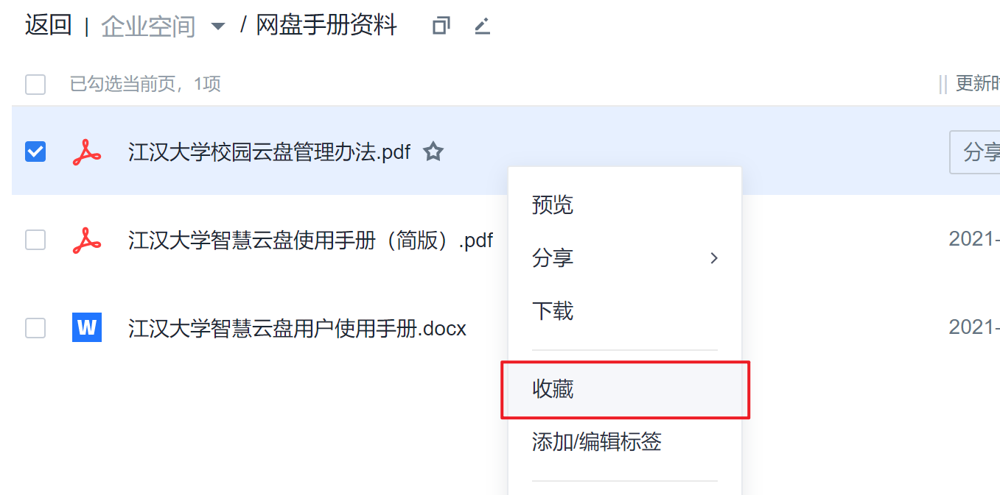 返回 | 企业空间 / 网盘手册资料
已勾选当前页，1项 || 更新时
江汉大学校园云盘管理办法.pdf 分享
江汉大学智慧云盘使用手册（简版）.pdf 2021-
江汉大学智慧云盘用户使用手册.docx 2021-
预览
分享
下载
收藏
添加/编辑标签